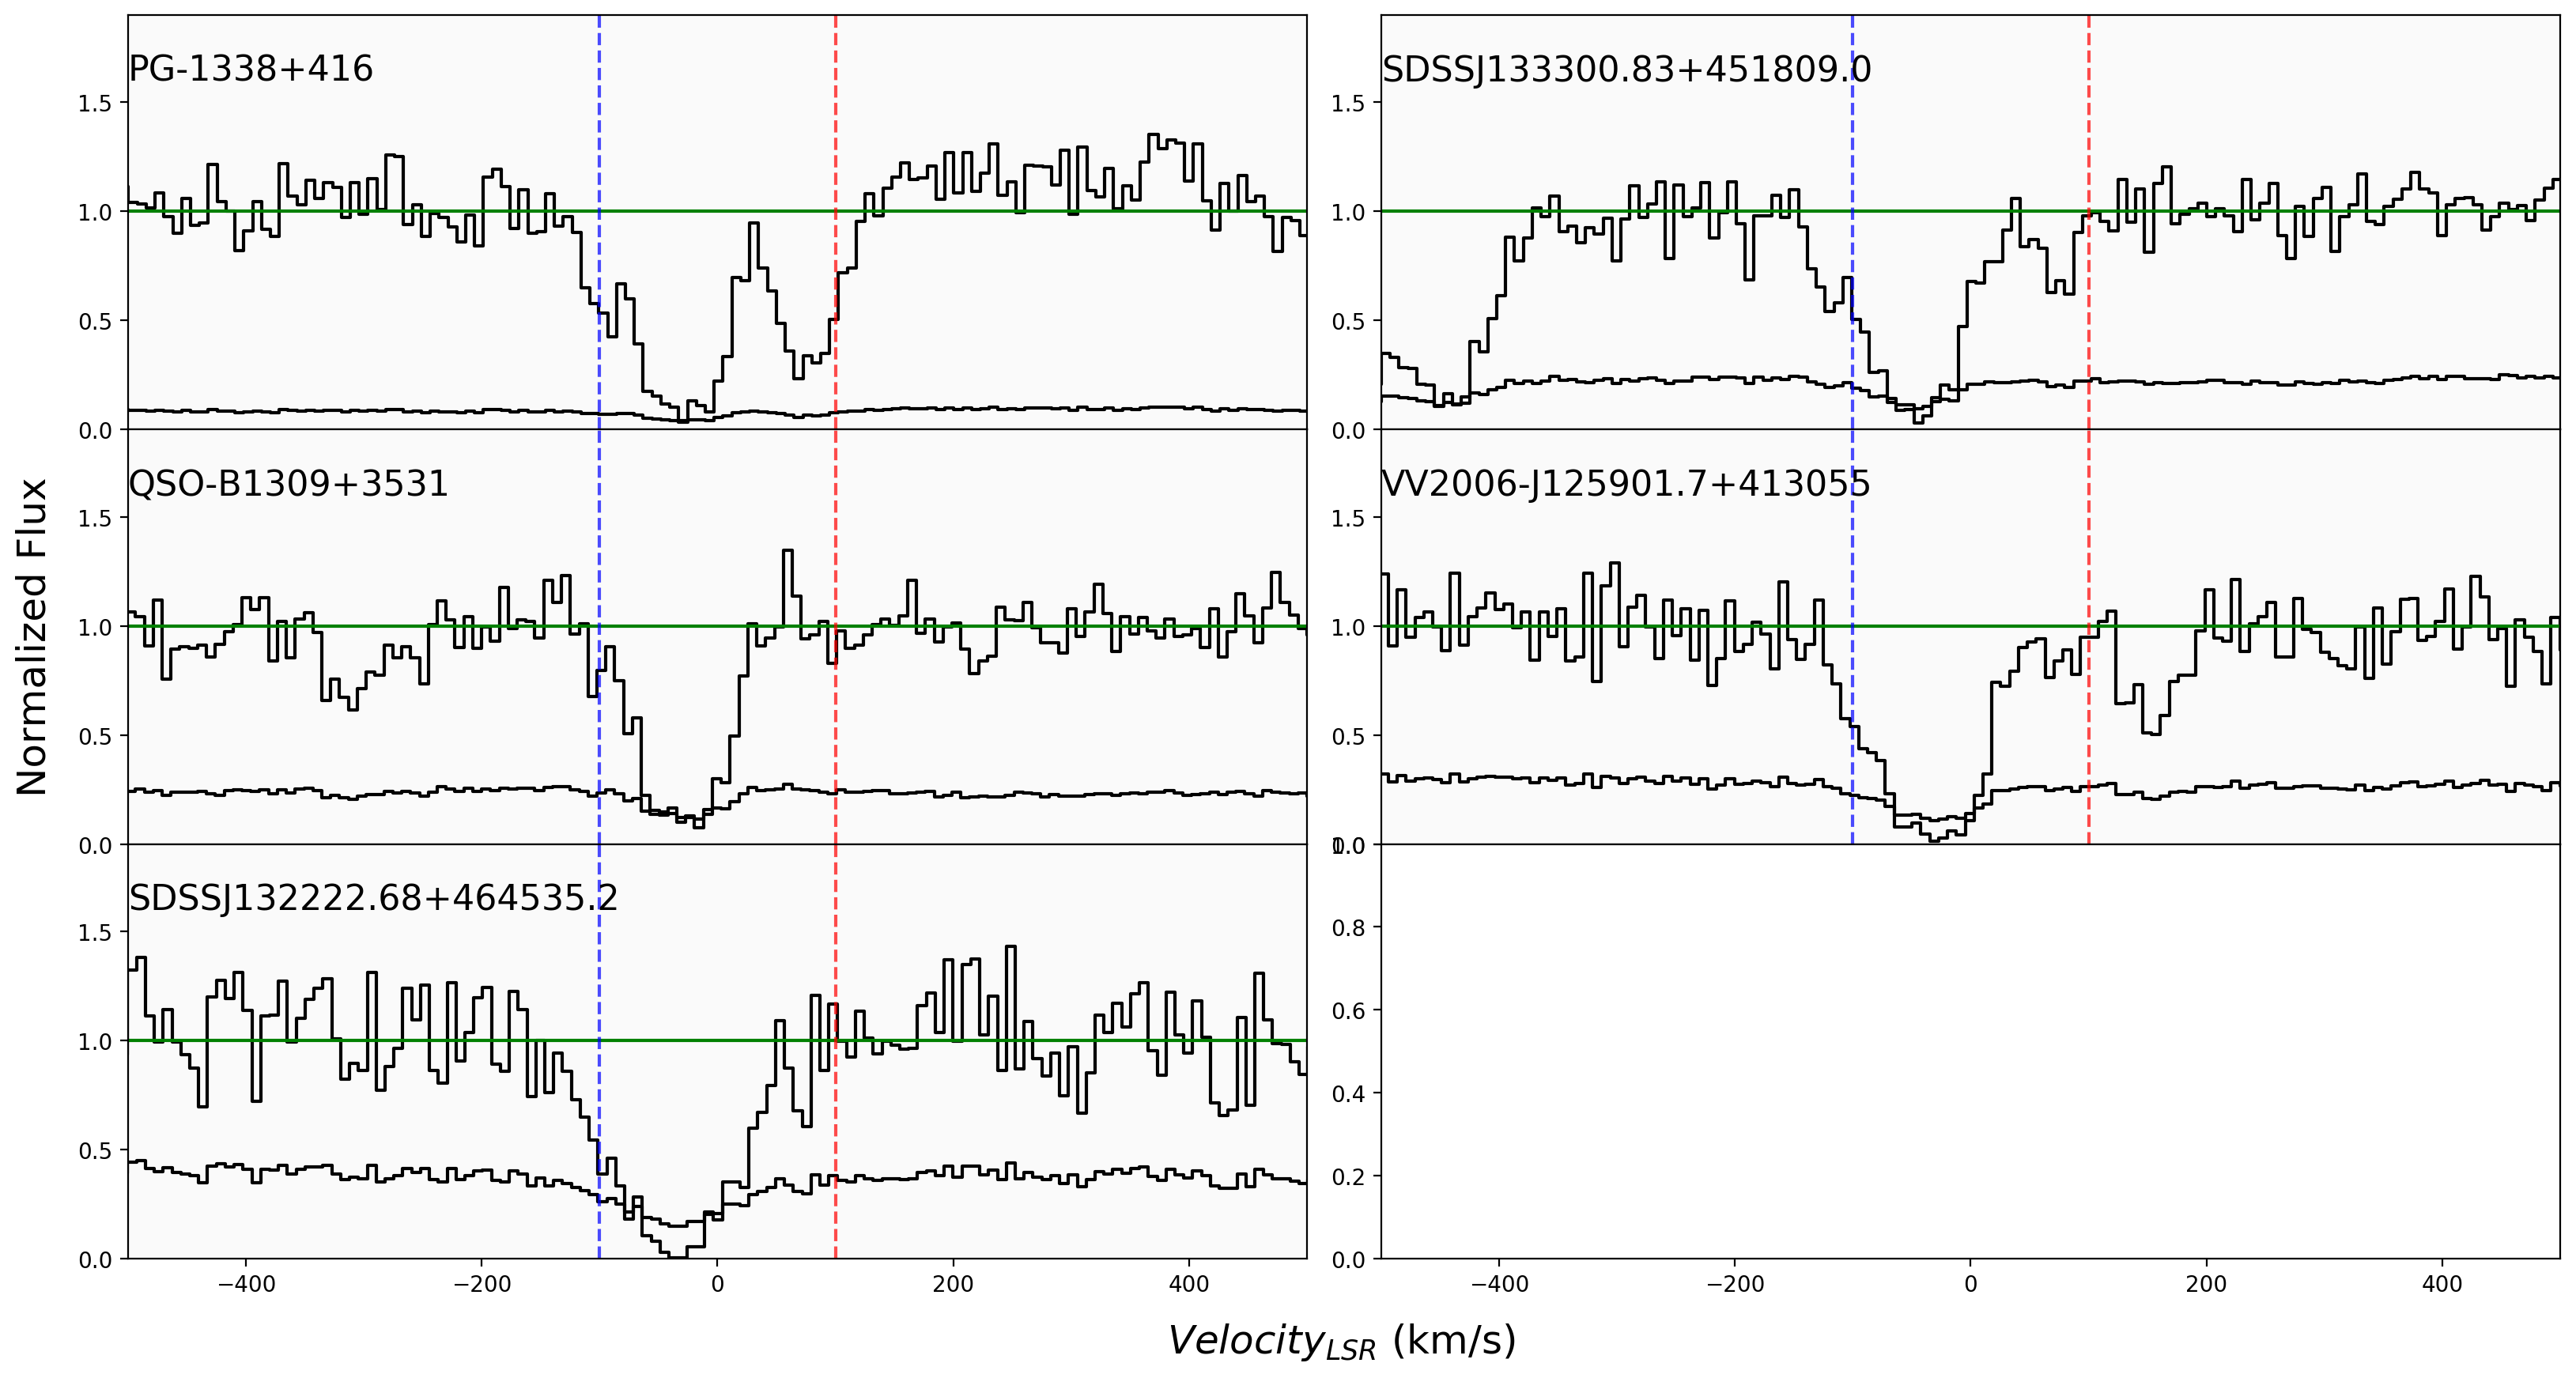 PG-1338+416
1.5
1.0
0.5
0.0
SDSSJ133300.83+451809.0
1.5
1.0
0.5
0.0
QSO-B1309+3531
1.5
1.0
0.5
0.0
VV2006-J125901.7+413055
1.5
1.0
0.5
0.0
SDSSJ132222.68+464535.2
1.5
1.0
0.5
0.0
−400 −200 0 200 400
1.0
0.8
0.6
0.4
0.2
0.0
−400 −200 0 200 400
Normalized Flux
VelocityLSR (km/s)